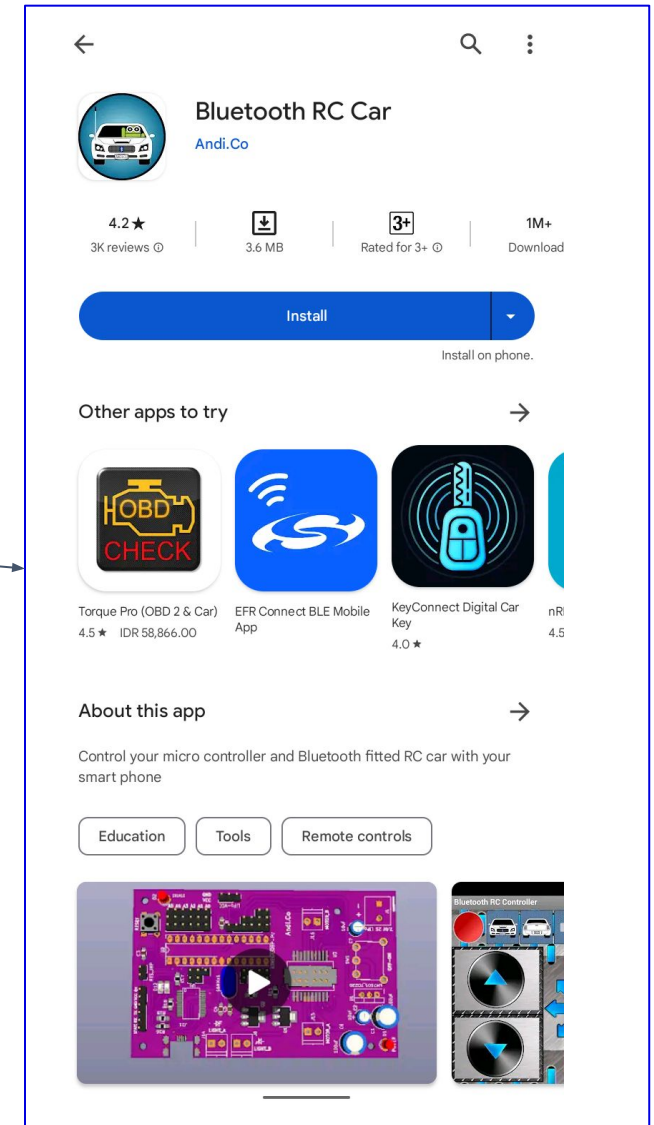 Bluetooth RC Car
Andi.Co
4.2★
3K reviews
3.6 MB
3+
Rated for 3+
1M+
Download
Install
Install on phone.
Other apps to try
OBD
CHECK
Torque Pro (OBD 2 & Car)
4.5 ★ IDR 58,866.00
EFR Connect BLE Mobile
App
KeyConnect Digital Car
Key
4.0 ★
4.5
About this app
Control your micro controller and Bluetooth fitted RC car with your
smart phone
Education
Tools
Remote controls
Andi.Co
LIGHT_A
Bluetooth RC Controller